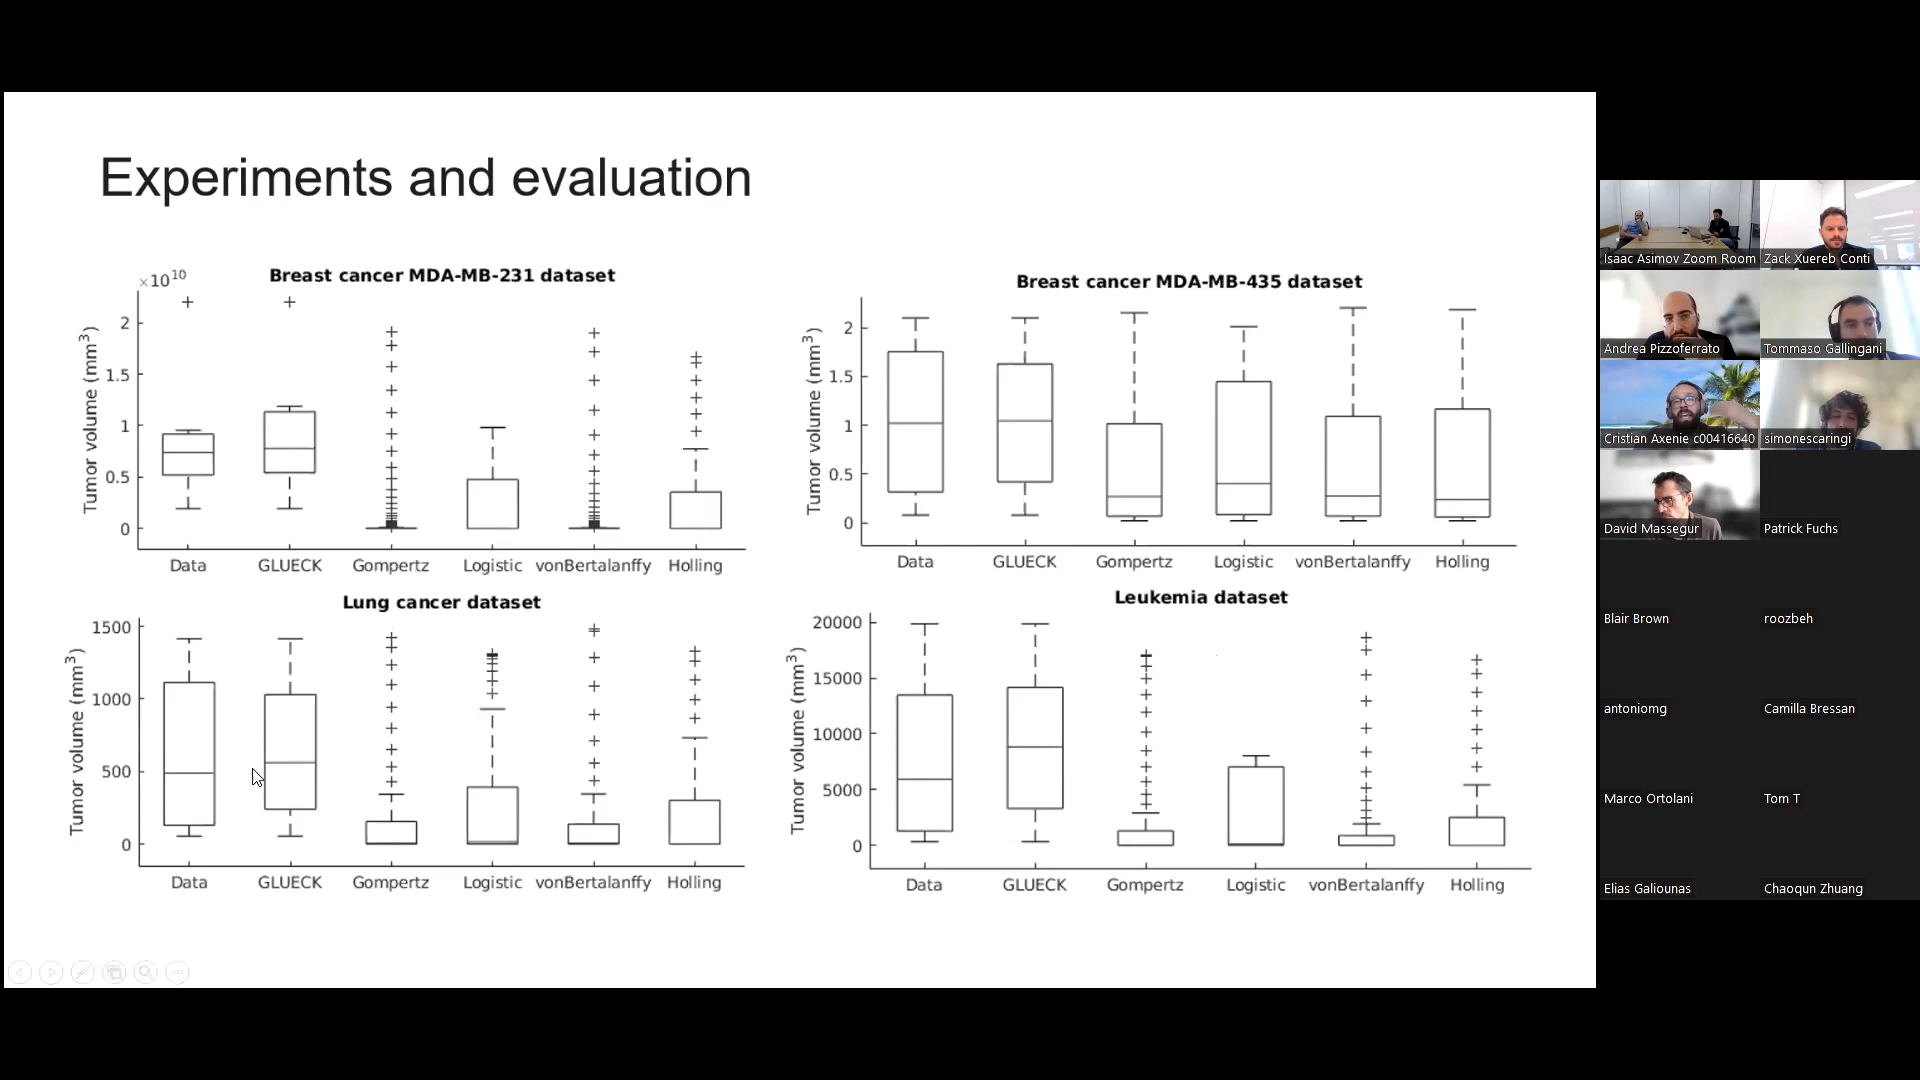 Experiments and evaluation
×10^10
Breast cancer MDA-MB-231 dataset
Tumor volume (mm^3)
2
1.5
1
0.5
0
Data GLUECK Gompertz Logistic vonBertalanffy Holling
Breast cancer MDA-MB-435 dataset
Tumor volume (mm^3)
2
1.5
1
0.5
0
Data GLUECK Gompertz Logistic vonBertalanffy Holling
Lung cancer dataset
Tumor volume (mm^3)
1500
1000
500
0
Data GLUECK Gompertz Logistic vonBertalanffy Holling
Leukemia dataset
Tumor volume (mm^3)
20000
15000
10000
5000
0
Data GLUECK Gompertz Logistic vonBertalanffy Holling
Isaac Asimov Zoom Room
Zack Xuereb Conti
Andrea Pizzoferrato
Tommaso Gallingani
Cristian Axenie c00416640
simonescaringi
David Massegur
Patrick Fuchs
Blair Brown
roozbeh
antoniomg
Camilla Bressan
Marco Ortolani
Tom T
Elias Galiounas
Chaoqun Zhuang